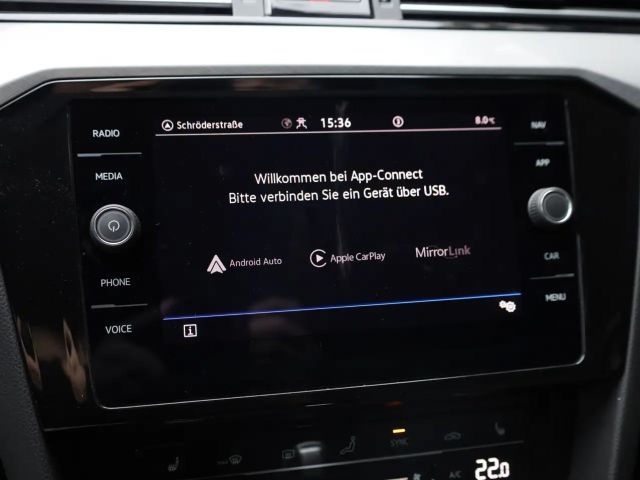 RADIO
Schröderstraße 15:36 8.0°C
NAV
MEDIA
Willkommen bei App-Connect
APP
Bitte verbinden Sie ein Gerät über USB.
Android Auto
Apple CarPlay
MirrorLink
PHONE
CAR
VOICE
MENU
SYNC
A/C
22.0